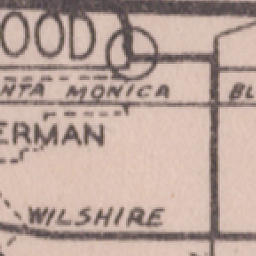 OOD
NTA MONICA BL
ERMAN
WILSHIRE